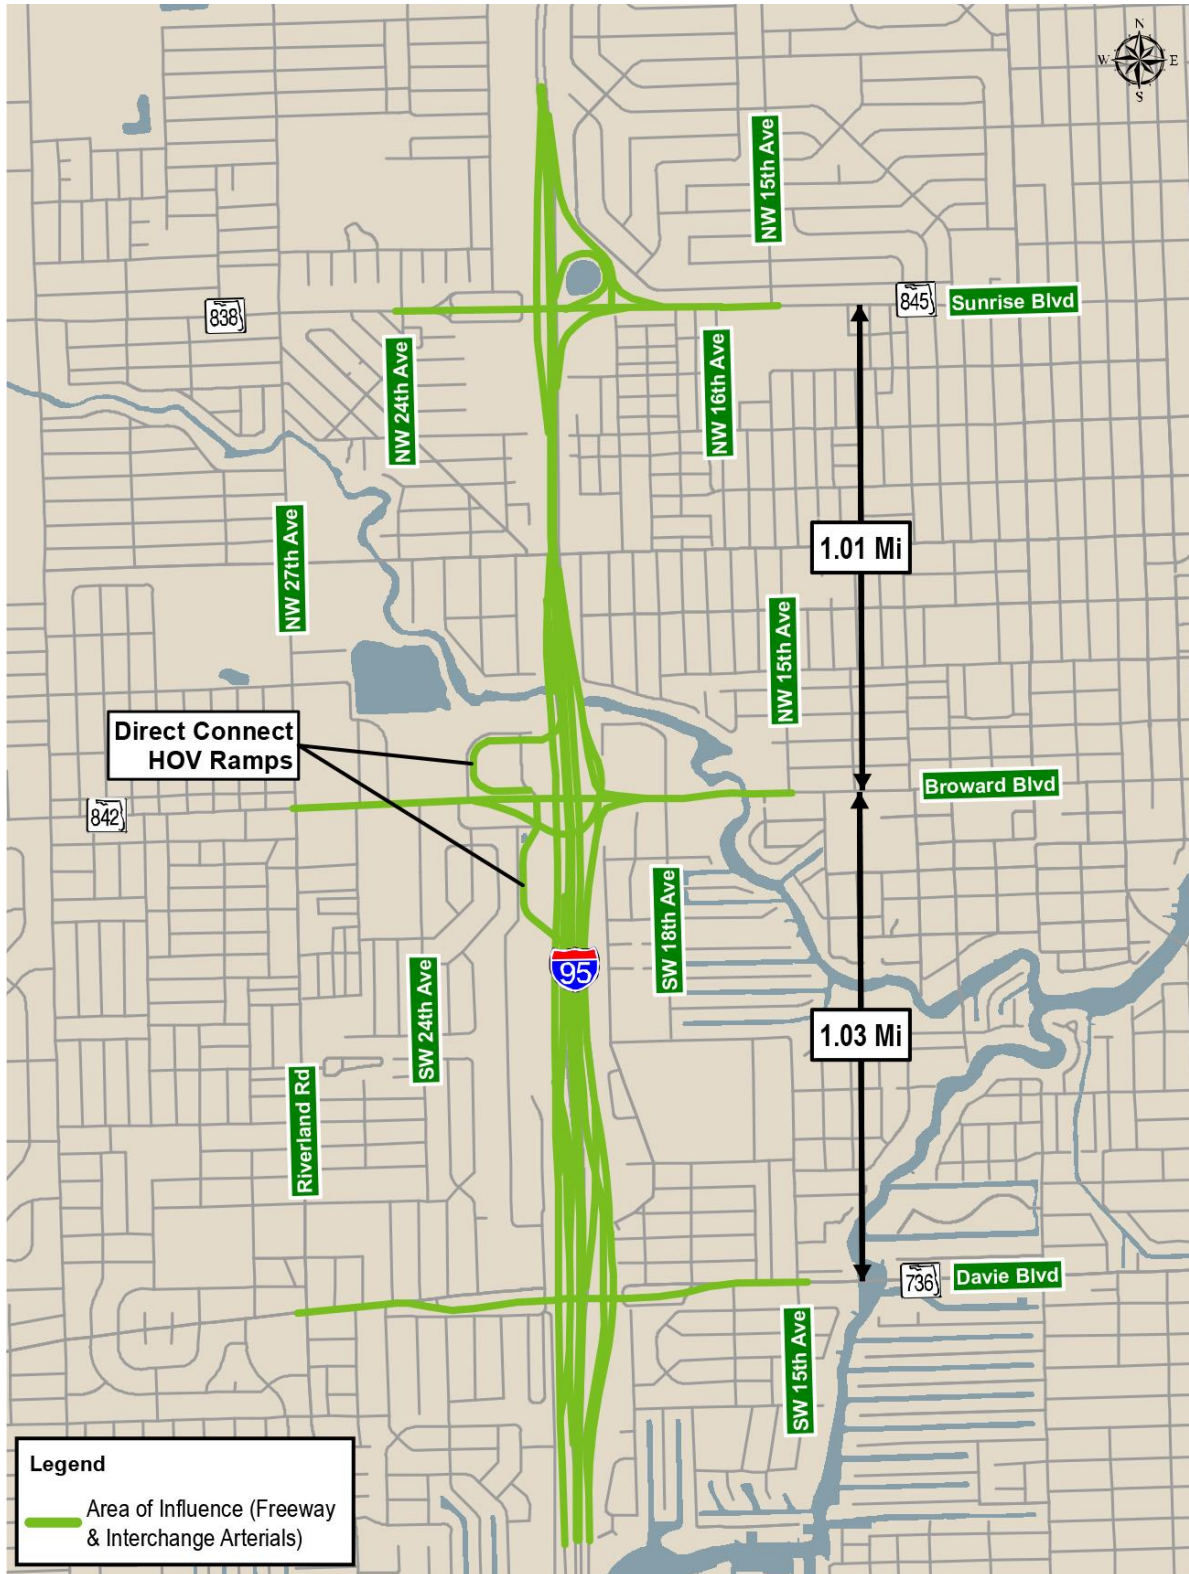 N
W
E
S
NW 15th Ave
845
Sunrise Blvd
838
NW 24th Ave
NW 16th Ave
NW 27th Ave
1.01 Mi
NW 15th Ave
Direct Connect
HOV Ramps
Broward Blvd
842
SW 18th Ave
95
SW 24th Ave
1.03 Mi
Riverland Rd
736
Davie Blvd
SW 15th Ave
Legend
Area of Influence (Freeway
& Interchange Arterials)